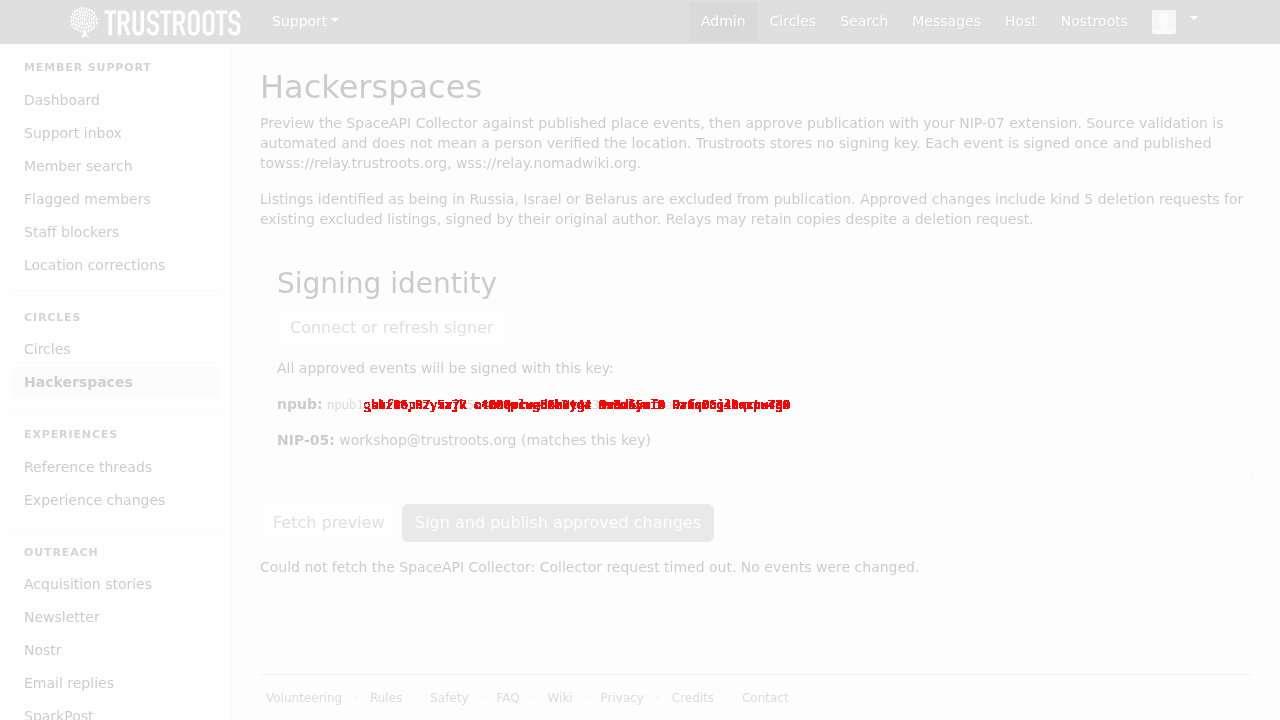 TRUSTROOTS
Support
Admin
Circles
Search
Messages
Host
Nostroots
MEMBER SUPPORT
Dashboard
Support inbox
Member search
Flagged members
Staff blockers
Location corrections
CIRCLES
Circles
Hackerspaces
EXPERIENCES
Reference threads
Experience changes
OUTREACH
Acquisition stories
Newsletter
Nostr
Email replies
SparkPost
Hackerspaces
Preview the SpaceAPI Collector against published place events, then approve publication with your NIP-07 extension. Source validation is
automated and does not mean a person verified the location. Trustroots stores no signing key. Each event is signed once and published
towss://relay.trustroots.org, wss://relay.nomadwiki.org.
Listings identified as being in Russia, Israel or Belarus are excluded from publication. Approved changes include kind 5 deletion requests for
existing excluded listings, signed by their original author. Relays may retain copies despite a deletion request.
Signing identity
Connect or refresh signer
All approved events will be signed with this key:
npub:
NIP-05: workshop@trustroots.org (matches this key)
Fetch preview
Sign and publish approved changes
Could not fetch the SpaceAPI Collector: Collector request timed out. No events were changed.
Volunteering · Rules · Safety · FAQ · Wiki · Privacy · Credits · Contact